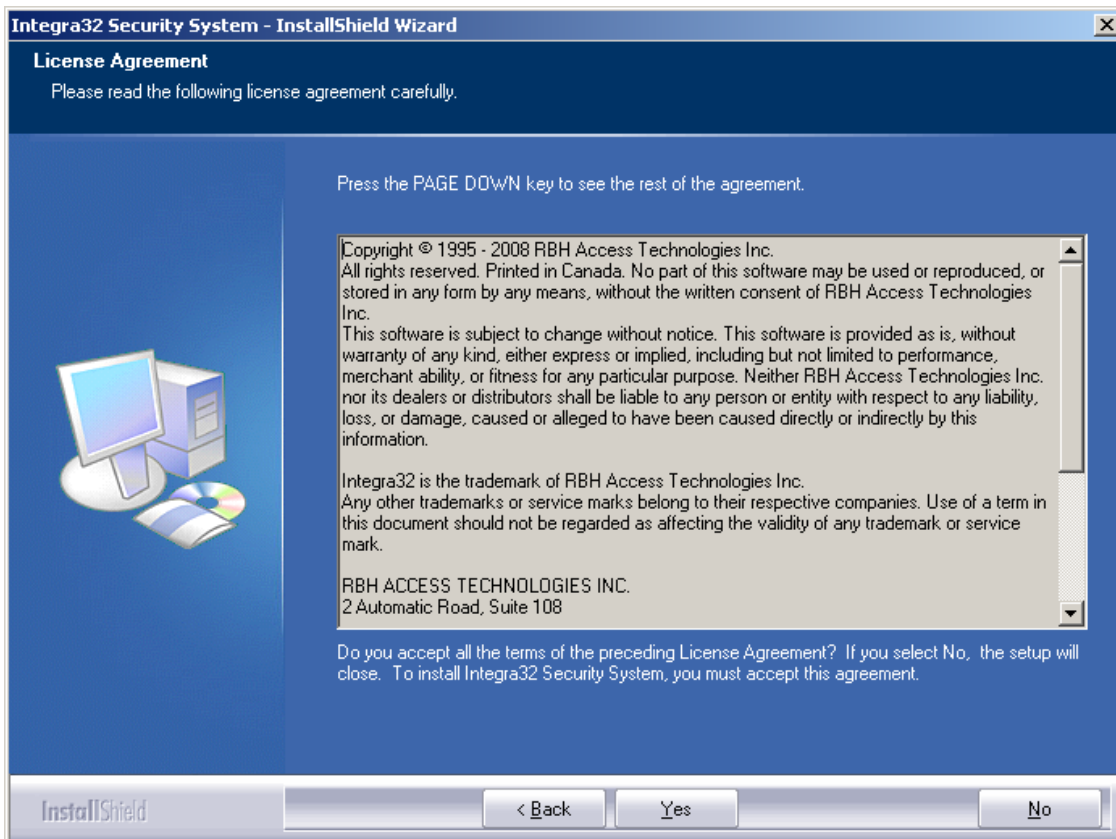 Integra32 Security System - InstallShield Wizard
License Agreement
Please read the following license agreement carefully.
Press the PAGE DOWN key to see the rest of the agreement.
Copyright © 1995 - 2008 RBH Access Technologies Inc.
All rights reserved. Printed in Canada. No part of this software may be used or reproduced, or
stored in any form by any means, without the written consent of RBH Access Technologies
Inc.
This software is subject to change without notice. This software is provided as is, without
warranty of any kind, either express or implied, including but not limited to performance,
merchant ability, or fitness for any particular purpose. Neither RBH Access Technologies Inc.
nor its dealers or distributors shall be liable to any person or entity with respect to any liability,
loss, or damage, caused or alleged to have been caused directly or indirectly by this
information.
Integra32 is the trademark of RBH Access Technologies Inc.
Any other trademarks or service marks belong to their respective companies. Use of a term in
this document should not be regarded as affecting the validity of any trademark or service
mark.
RBH ACCESS TECHNOLOGIES INC.
2 Automatic Road, Suite 108
Do you accept all the terms of the preceding License Agreement? If you select No, the setup will
close. To install Integra32 Security System, you must accept this agreement.
InstallShield
< Back
Yes
No